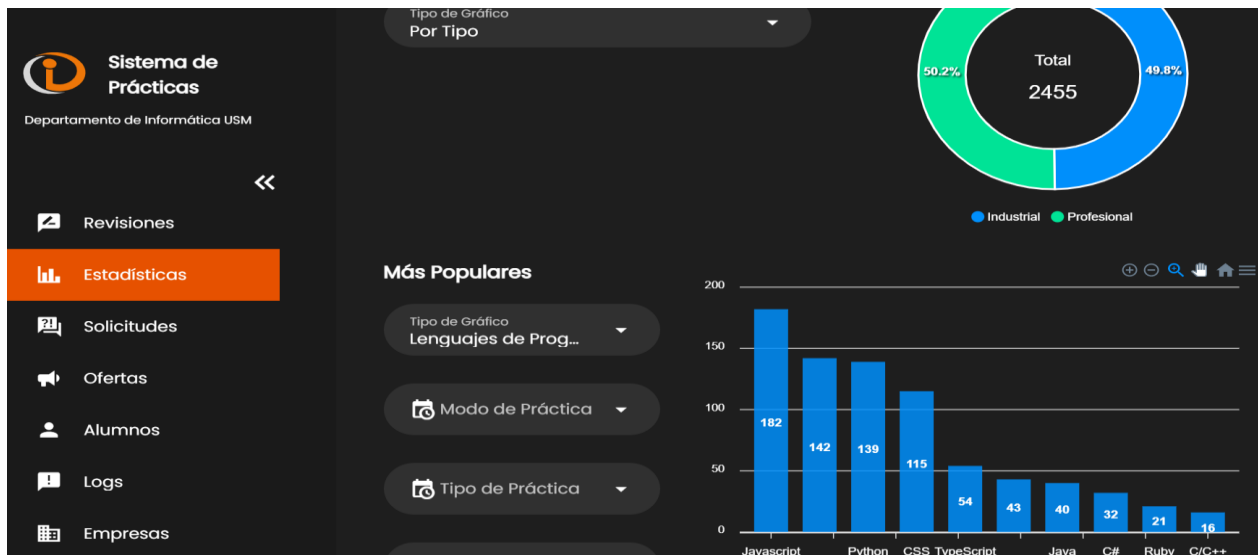 Sistema de
Prácticas
Departamento de Informática USM
Revisiones
Estadísticas
Solicitudes
Ofertas
Alumnos
Logs
Empresas
Tipo de Gráfico
Por Tipo
50.2%
Total
2455
49.8%
Industrial
Profesional
Más Populares
Tipo de Gráfico
Lenguajes de Prog...
Modo de Práctica
Tipo de Práctica
200
150
100
50
0
182
142
139
115
54
43
40
32
21
16
Javascript
Python
CSS
TypeScript
Java
C#
Ruby
C/C++